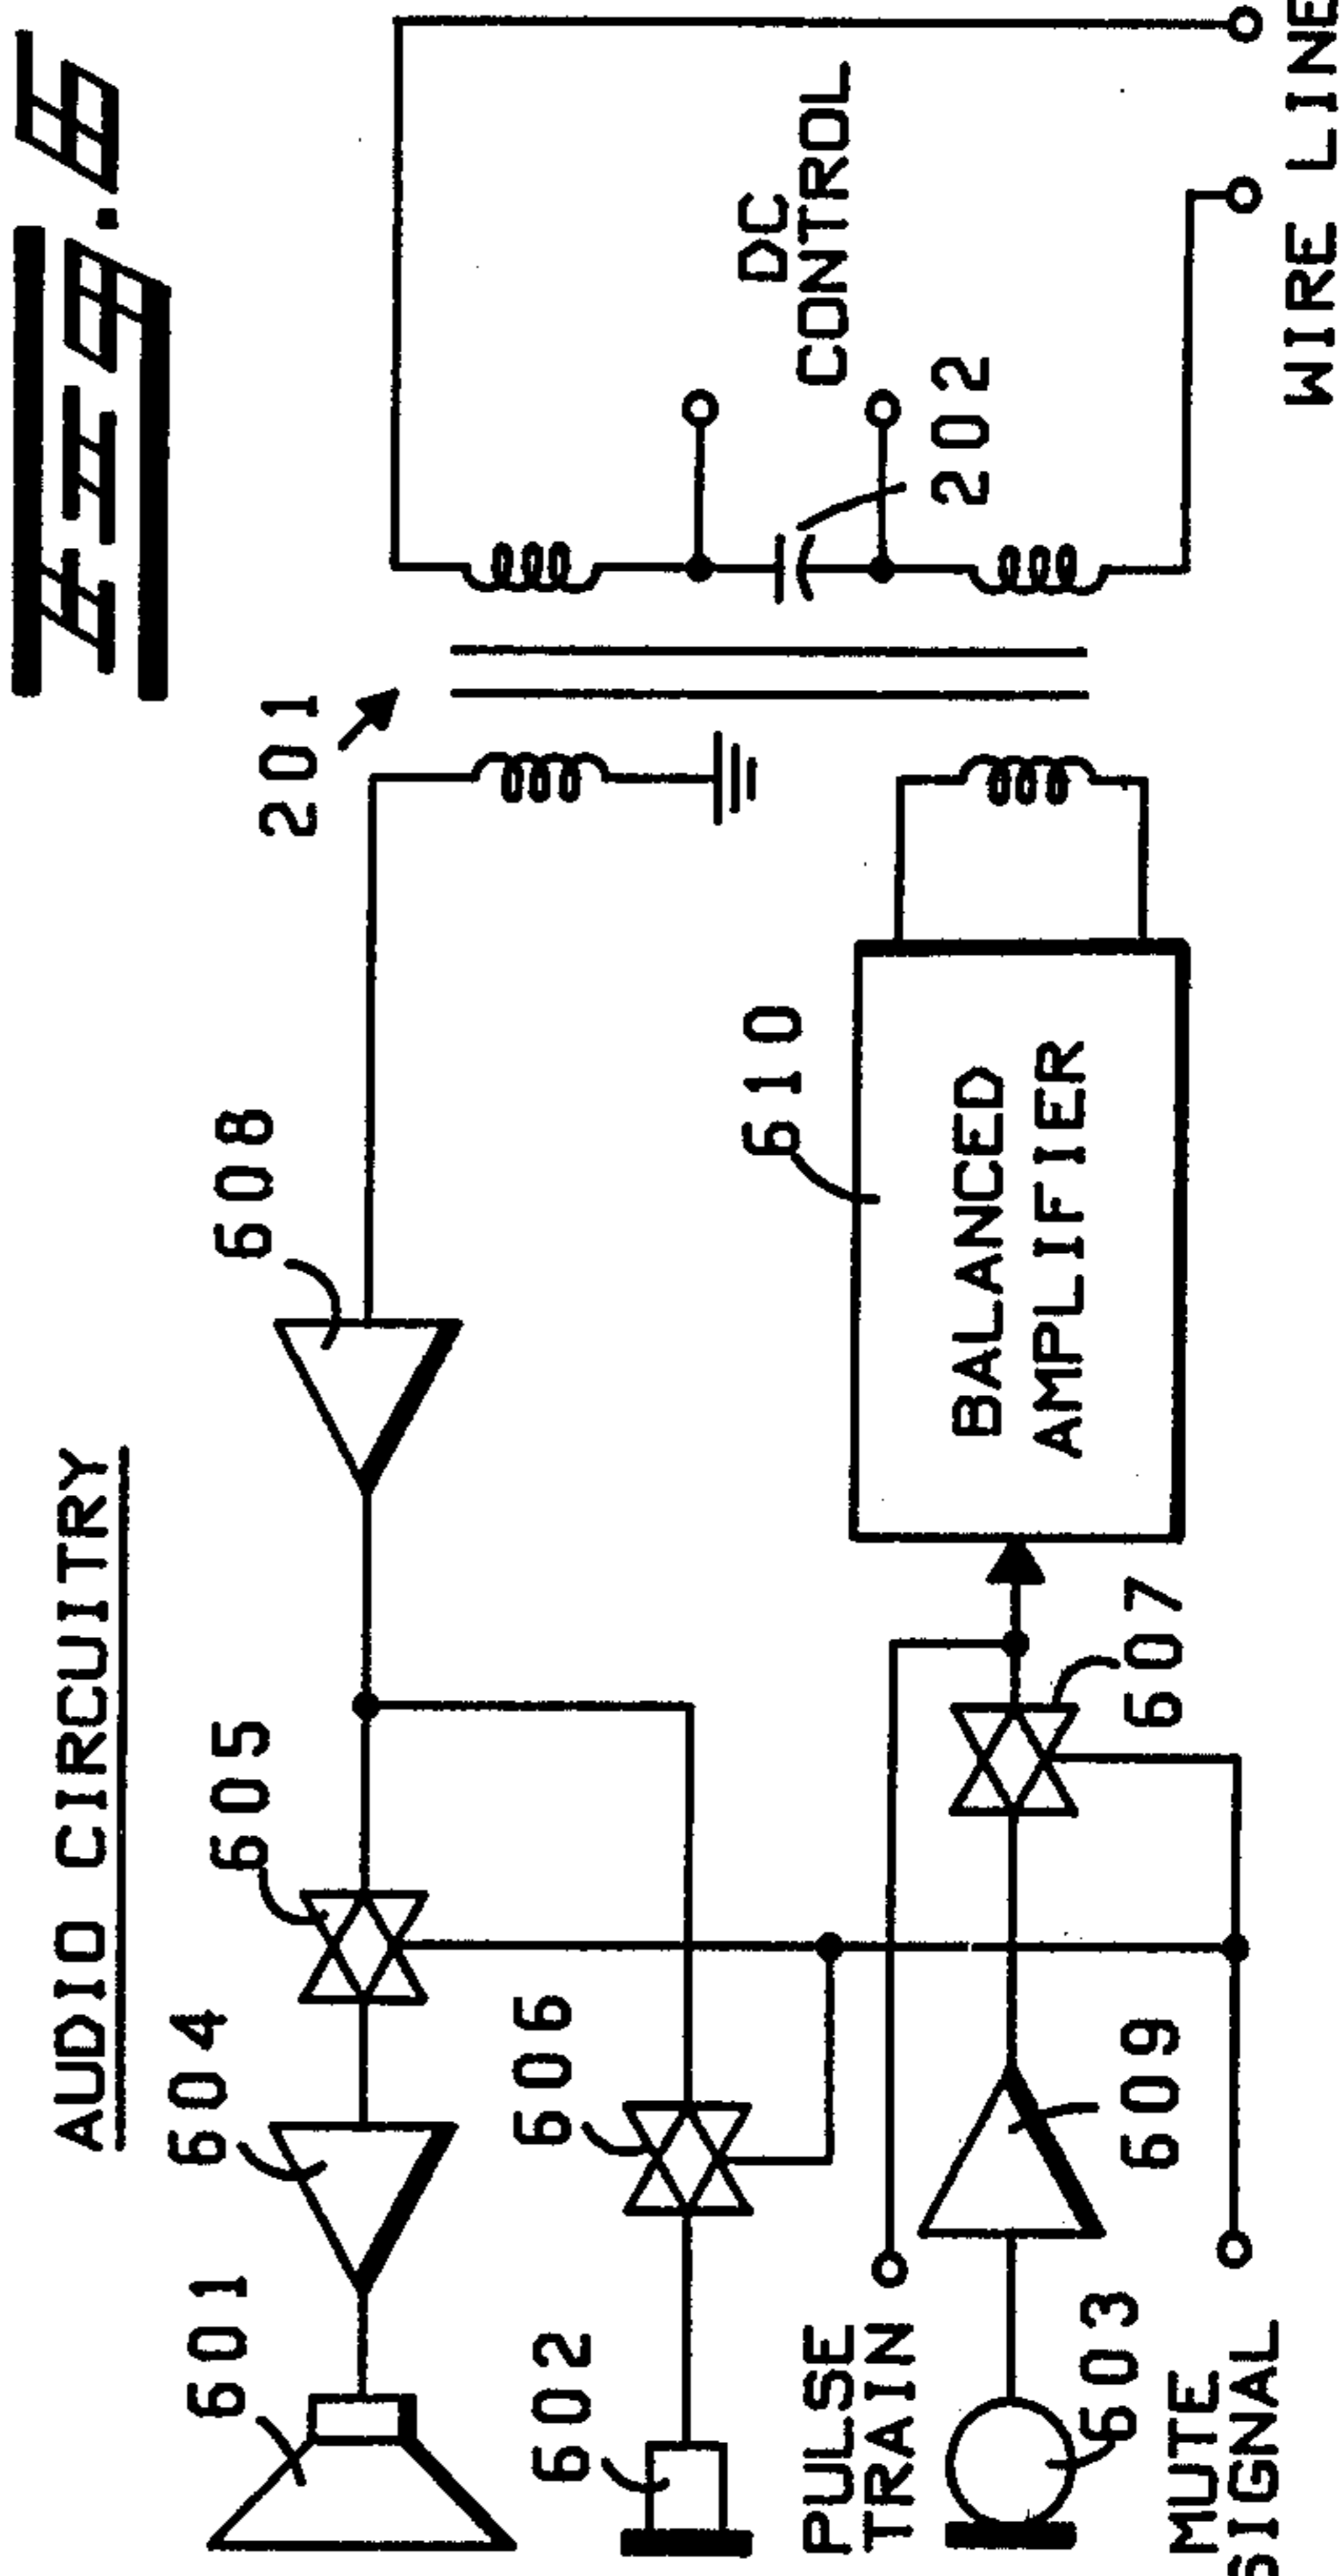 FIG. 6
AUDIO CIRCUITRY
601
604
605
608
201
602
606
610
BALANCED
AMPLIFIER
DC
CONTROL
202
PULSE
TRAIN
603
609
607
MUTE
SIGNAL
WIRE LINE